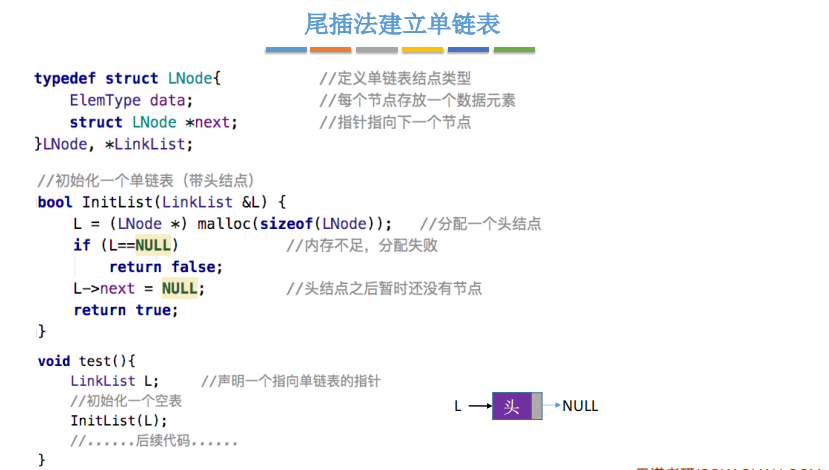 尾插法建立单链表
typedef struct LNode{ //定义单链表结点类型
ElemType data; //每个节点存放一个数据元素
struct LNode *next; //指针指向下一个节点
}LNode, *LinkList;
//初始化一个单链表（带头结点）
bool InitList(LinkList &L) {
L = (LNode *) malloc(sizeof(LNode)); //分配一个头结点
if (L==NULL) //内存不足，分配失败
return false;
L->next = NULL; //头结点之后暂时还没有节点
return true;
}
void test(){
LinkList L; //声明一个指向单链表的指针
//初始化一个空表
InitList(L);
//......后续代码......
}
L 头 NULL